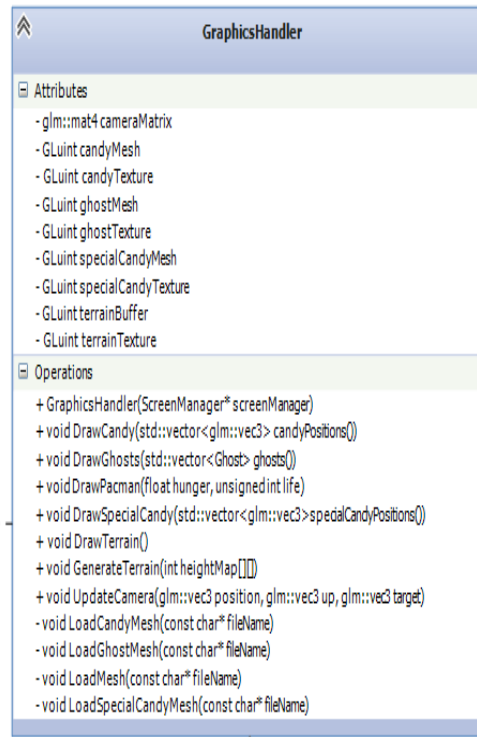 GraphicsHandler
Attributes
- glm::mat4 cameraMatrix
- GLuint candyMesh
- GLuint candyTexture
- GLuint ghostMesh
- GLuint ghostTexture
- GLuint specialCandyMesh
- GLuint specialCandyTexture
- GLuint terrainBuffer
- GLuint terrainTexture
Operations
+ GraphicsHandler(ScreenManager* screenManager)
+ void DrawCandy(std::vector<glm::vec3> candyPositions())
+ void DrawGhosts(std::vector<Ghost> ghosts())
+ void DrawPacman(float hunger, unsigned int life)
+ void DrawSpecialCandy(std::vector<glm::vec3>specialCandyPositions())
+ void DrawTerrain()
+ void GenerateTerrain(int heightMap[][])
+ void UpdateCamera(glm::vec3 position, glm::vec3 up, glm::vec3 target)
- void LoadCandyMesh(const char* fileName)
- void LoadGhostMesh(const char* fileName)
- void LoadMesh(const char* fileName)
- void LoadSpecialCandyMesh(const char* fileName)